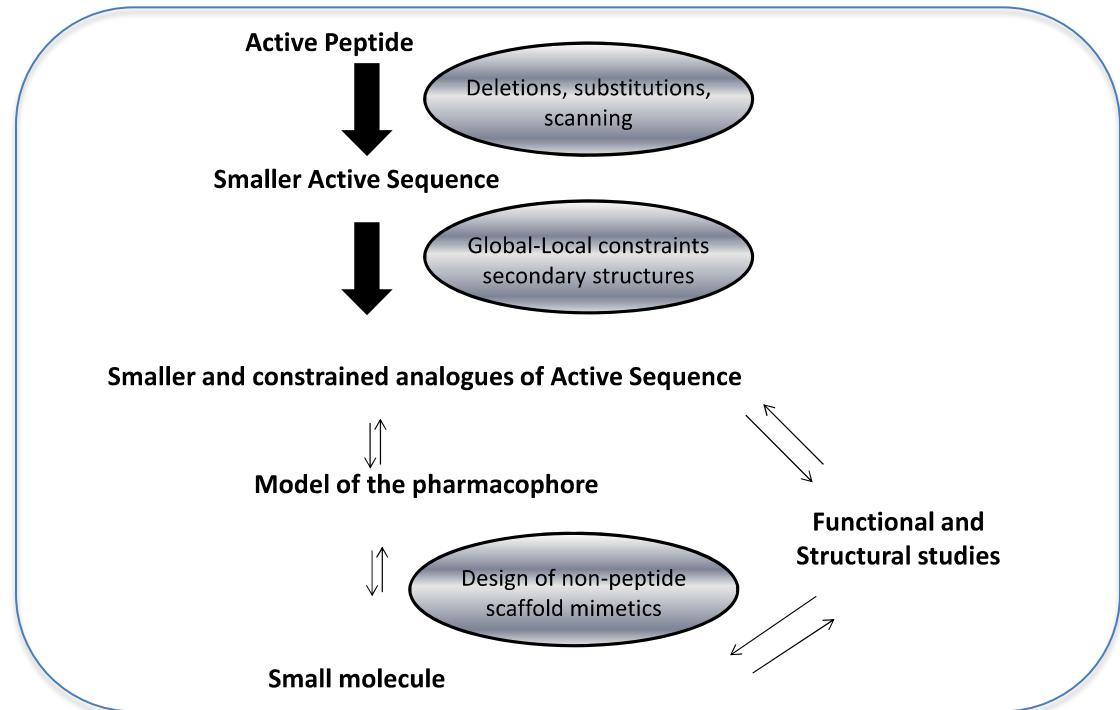 Active Peptide
Deletions, substitutions,
scanning
Smaller Active Sequence
Global-Local constraints
secondary structures
Smaller and constrained analogues of Active Sequence
Model of the pharmacophore
Functional and
Structural studies
Design of non-peptide
scaffold mimetics
Small molecule